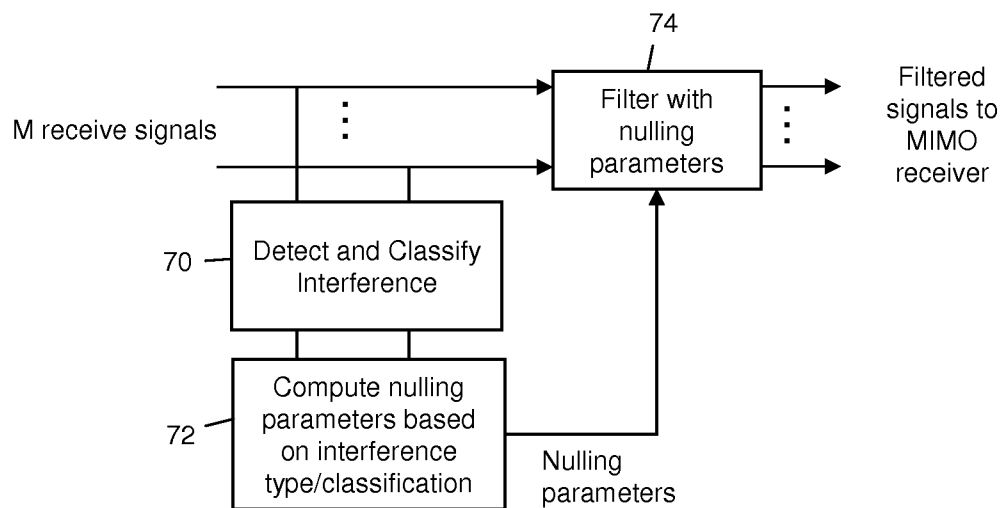 74
M receive signals
Filter with
nulling
parameters
Filtered
signals to
MIMO
receiver
70
Detect and Classify
Interference
72
Compute nulling
parameters based
on interference
type/classification
Nulling
parameters